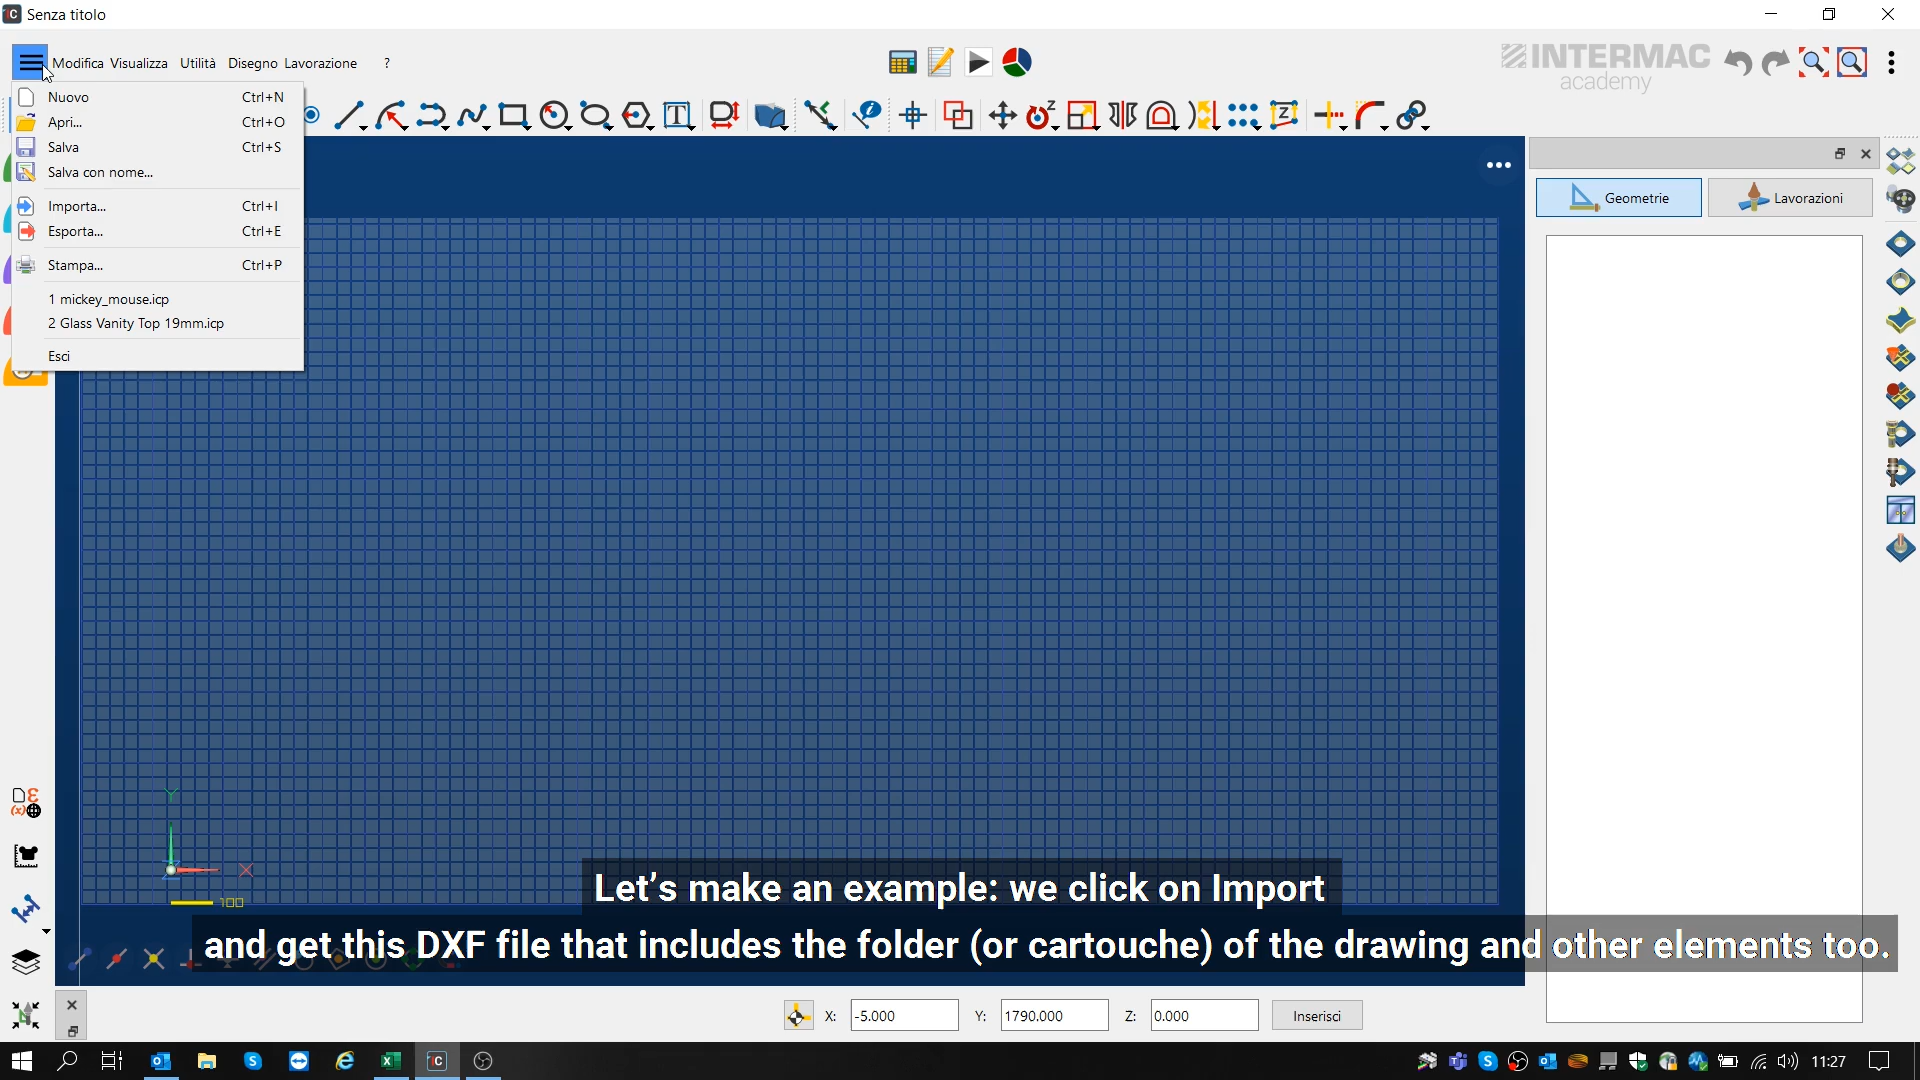 Senza titolo
Modifica Visualizza Utilità Disegno Lavorazione ?
INTERMAC
academy
Nuovo Ctrl+N
Apri... Ctrl+O
Salva Ctrl+S
Salva con nome...
Importa... Ctrl+I
Esporta... Ctrl+E
Stampa... Ctrl+P
1 mickey_mouse.icp
2 Glass Vanity Top 19mm.icp
Esci
Geometrie
Lavorazioni
Y
X
100
Let’s make an example: we click on Import
and get this DXF file that includes the folder (or cartouche) of the drawing and other elements too.
X: -5.000 Y: 1790.000 Z: 0.000 Inserisci
11:27